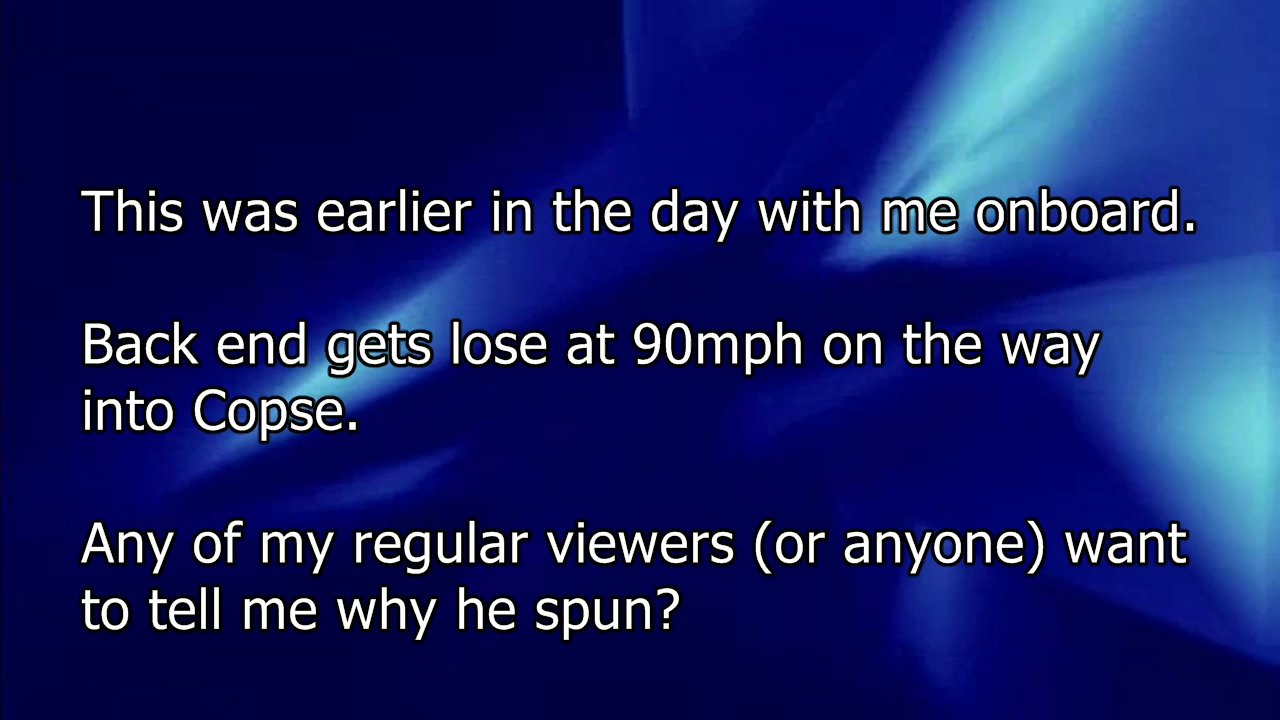 This was earlier in the day with me onboard.
Back end gets lose at 90mph on the way
into Copse.
Any of my regular viewers (or anyone) want
to tell me why he spun?